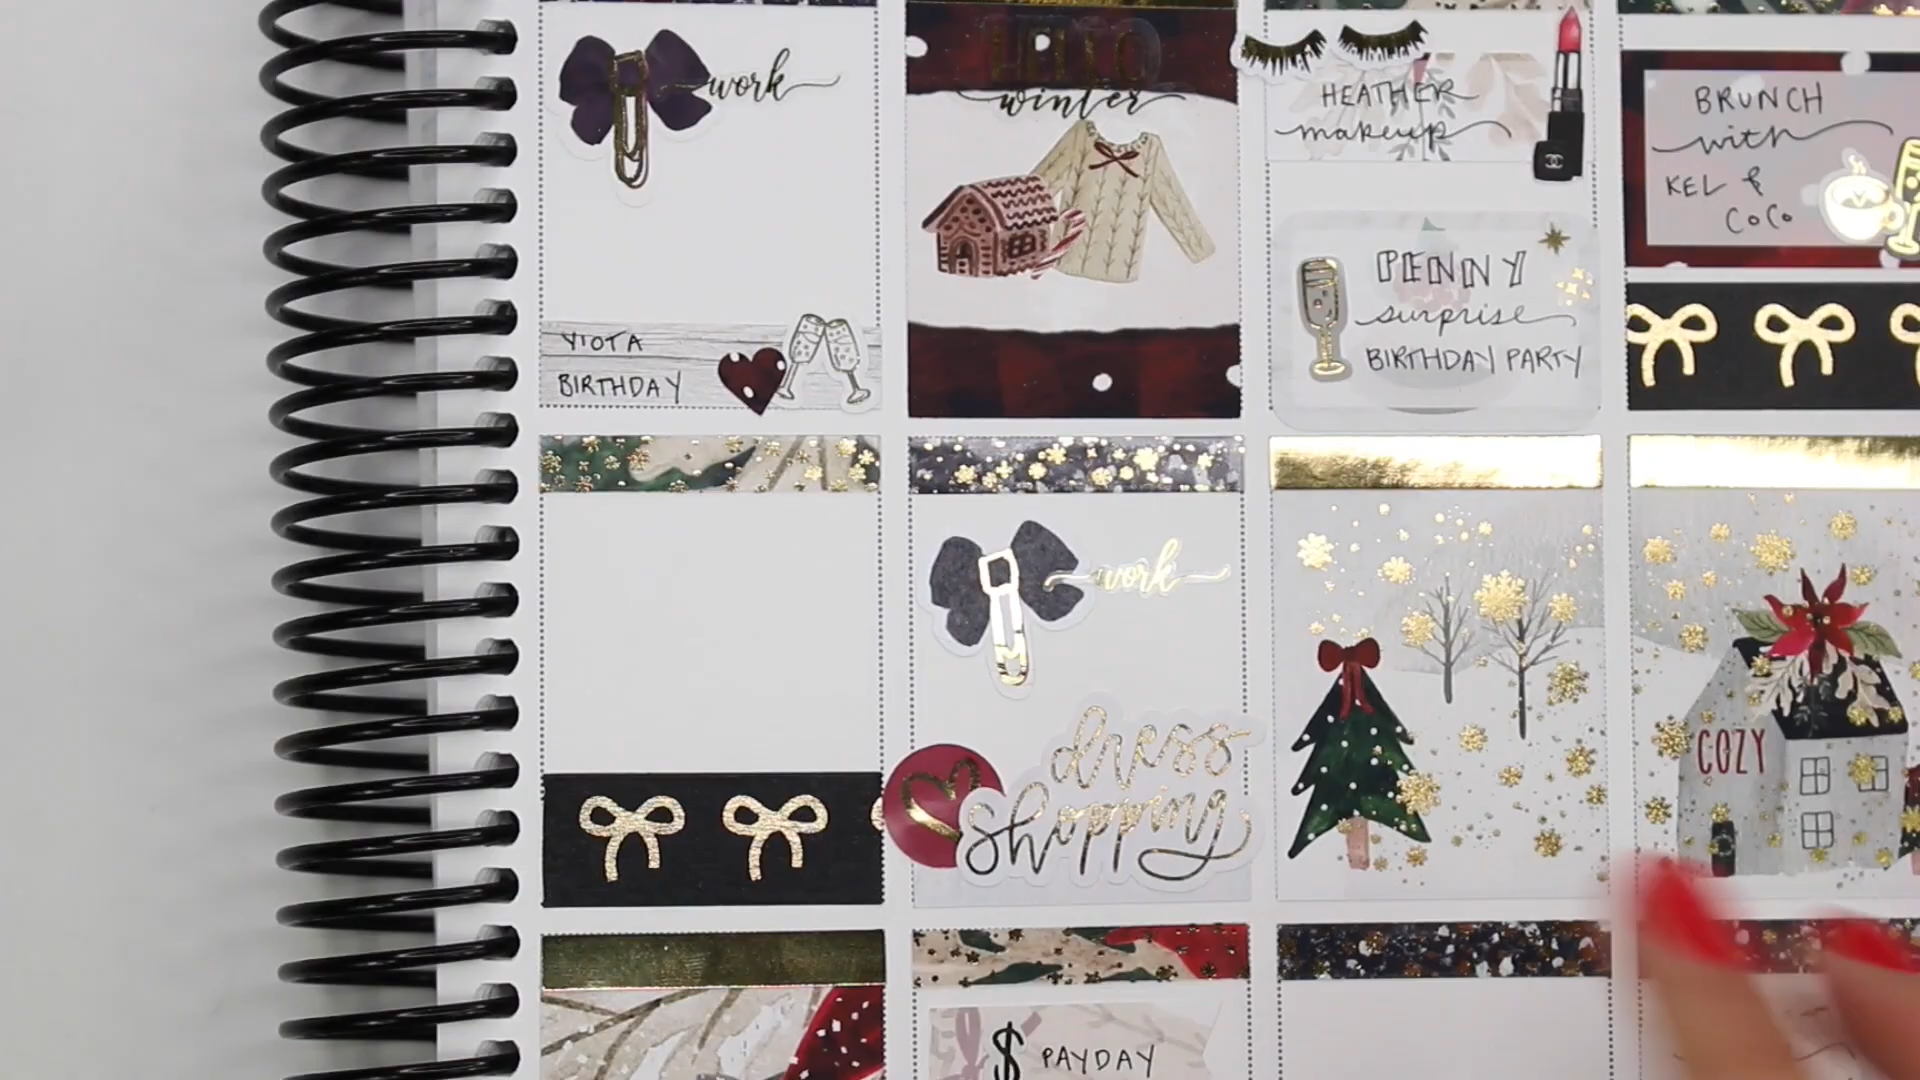 work
YIOTA
BIRTHDAY
HELLO
winter
HEATHER
makeup
PENNY
surprise
BIRTHDAY PARTY
BRUNCH
with
KEL &
CoCo
work
dress
shopping
COZY
$ PAYDAY